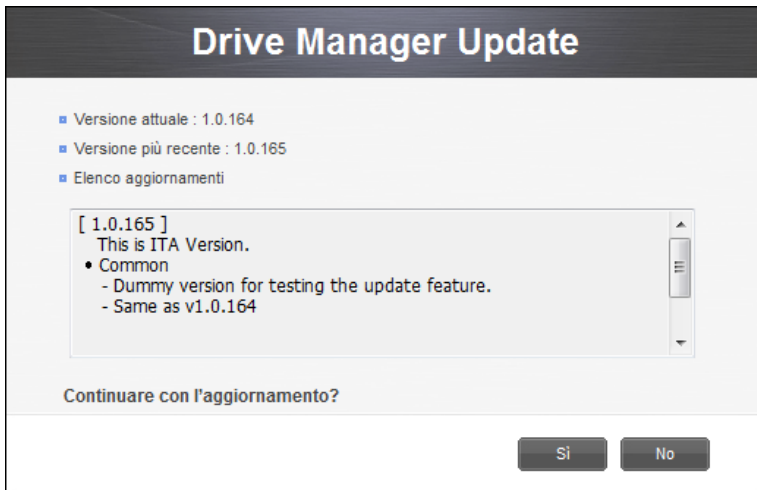 Drive Manager Update
Versione attuale : 1.0.164
Versione più recente : 1.0.165
Elenco aggiornamenti
[ 1.0.165 ]
This is ITA Version.
• Common
- Dummy version for testing the update feature.
- Same as v1.0.164
Continuare con l'aggiornamento?
Sì
No